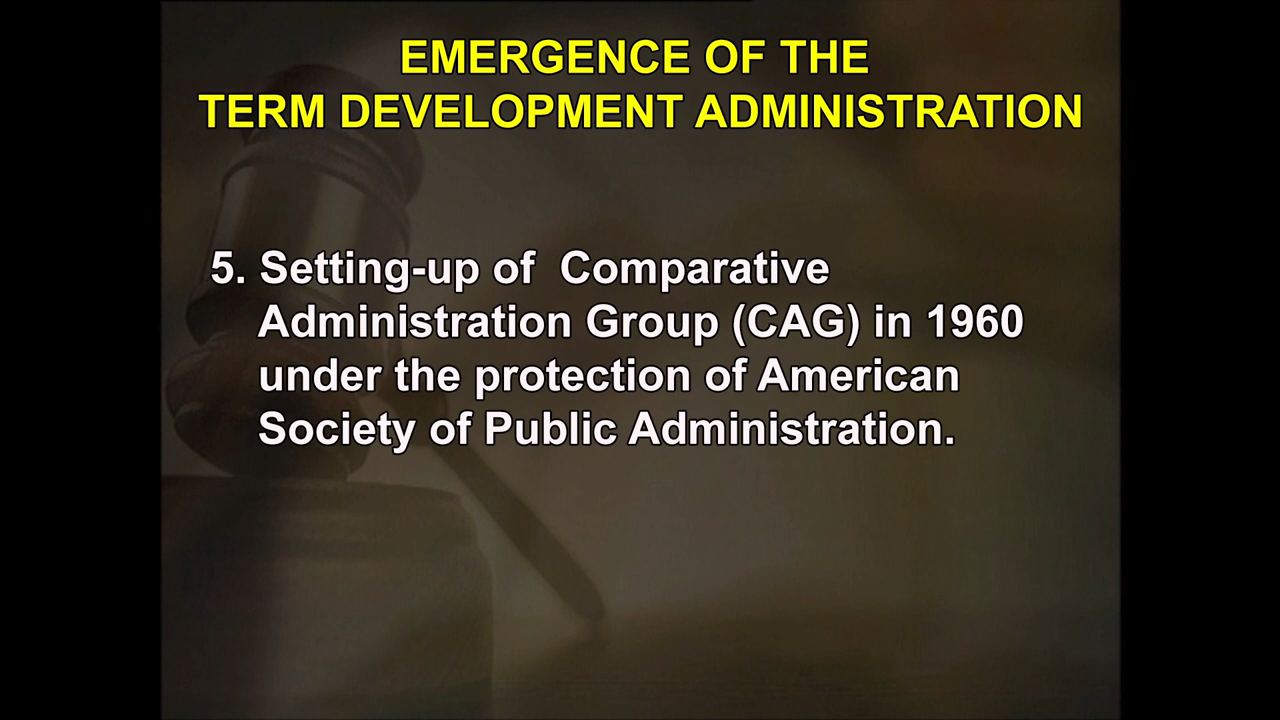 EMERGENCE OF THE
TERM DEVELOPMENT ADMINISTRATION
5. Setting-up of  Comparative
Administration Group (CAG) in 1960
under the protection of American
Society of Public Administration.